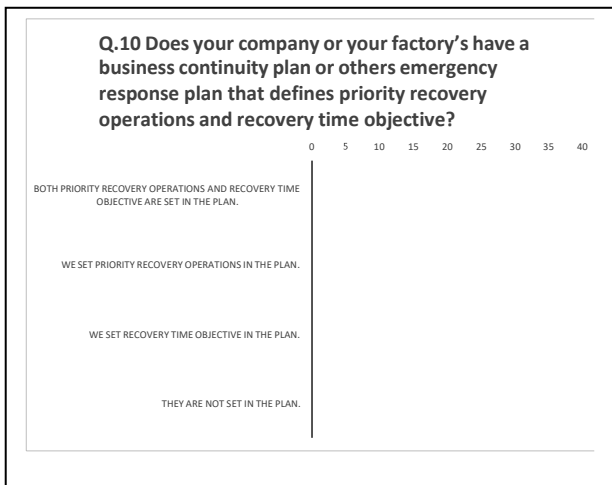 Q.10 Does your company or your factory's have a
business continuity plan or others emergency
response plan that defines priority recovery
operations and recovery time objective?
0 5 10 15 20 25 30 35 40
BOTH PRIORITY RECOVERY OPERATIONS AND RECOVERY TIME
OBJECTIVE ARE SET IN THE PLAN.
WE SET PRIORITY RECOVERY OPERATIONS IN THE PLAN.
WE SET RECOVERY TIME OBJECTIVE IN THE PLAN.
THEY ARE NOT SET IN THE PLAN.